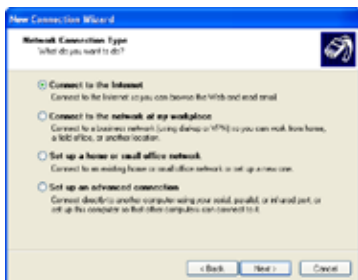 New Connection Wizard
Network Connection Type
What do you want to do?
Connect to the Internet
Connect to the Internet so you can browse the Web and read email.
Connect to the network at my workplace
Connect to a business network (using dial-up or VPN) so you can work from home,
a field office, or another location.
Set up a home or small office network
Connect to an existing home or small office network or set up a new one.
Set up an advanced connection
Connect directly to another computer using your serial, parallel, or infrared port, or
set up this computer so that other computers can connect to it.
< Back
Next >
Cancel